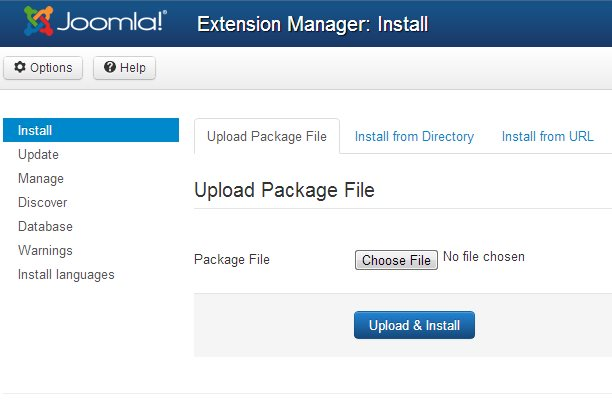 Joomla!® Extension Manager: Install
Options Help
Install
Update
Manage
Discover
Database
Warnings
Install languages
Upload Package File Install from Directory Install from URL
Upload Package File
Package File Choose File No file chosen
Upload & Install